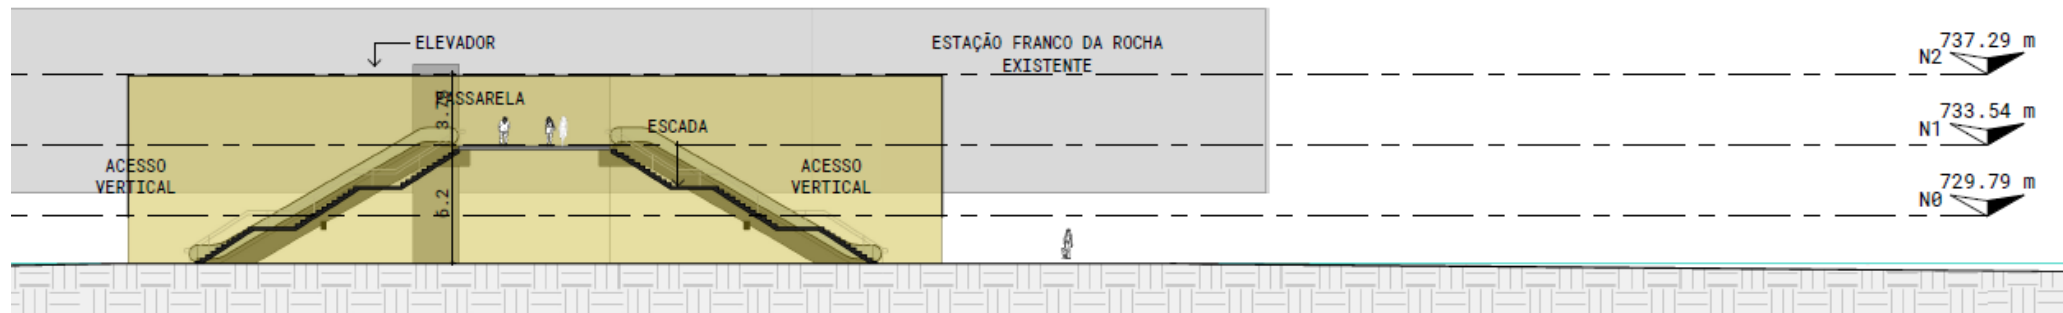 ELEVADOR
ESTAÇÃO FRANCO DA ROCHA
EXISTENTE
737.29 m
N2
PASSARELA
733.54 m
N1
ESCADA
ACESSO
VERTICAL
ACESSO
VERTICAL
729.79 m
N0